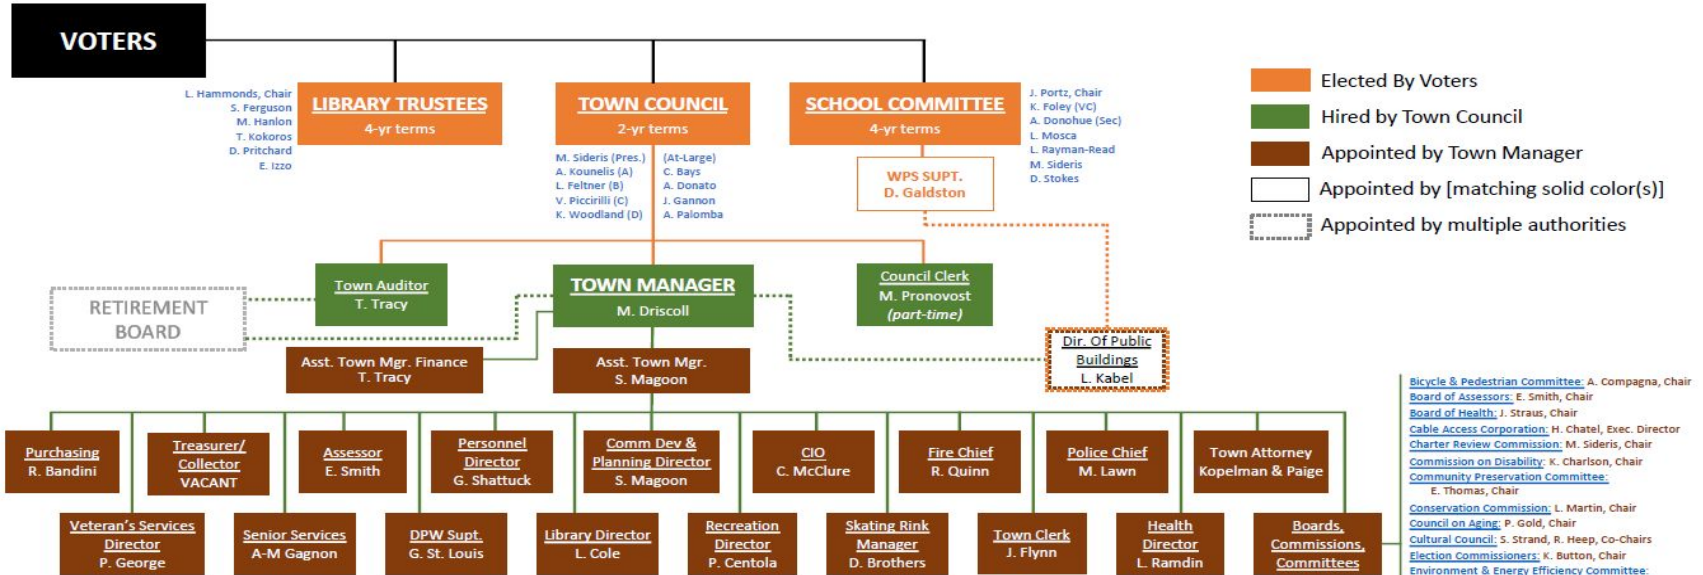 VOTERS
L. Hammonds, Chair
S. Ferguson
M. Hanlon
T. Kokoros
D. Pritchard
E. Izzo
LIBRARY TRUSTEES
4-yr terms
TOWN COUNCIL
2-yr terms
M. Sideris (Pres.)
A. Kounelis (A)
L. Feltner (B)
V. Piccirilli (C)
K. Woodland (D)
(At-Large)
C. Bays
A. Donato
J. Gannon
A. Palomba
SCHOOL COMMITTEE
4-yr terms
J. Portz, Chair
K. Foley (VC)
A. Donohue (Sec)
L. Mosca
L. Rayman-Read
M. Sideris
D. Stokes
WPS SUPT.
D. Galdston
Elected By Voters
Hired by Town Council
Appointed by Town Manager
Appointed by [matching solid color(s)]
Appointed by multiple authorities
RETIREMENT
BOARD
Town Auditor
T. Tracy
TOWN MANAGER
M. Driscoll
Council Clerk
M. Pronovost
(part-time)
Asst. Town Mgr. Finance
T. Tracy
Asst. Town Mgr.
S. Magoon
Dir. Of Public
Buildings
L. Kabel
Purchasing
R. Bandini
Treasurer/
Collector
VACANT
Assessor
E. Smith
Personnel
Director
G. Shattuck
Comm Dev &
Planning Director
S. Magoon
CIO
C. McClure
Fire Chief
R. Quinn
Police Chief
M. Lawn
Town Attorney
Kopelman & Paige
Veteran's Services
Director
P. George
Senior Services
A-M Gagnon
DPW Supt.
G. St. Louis
Library Director
L. Cole
Recreation
Director
P. Centola
Skating Rink
Manager
D. Brothers
Town Clerk
J. Flynn
Health
Director
L. Ramdin
Boards,
Commissions,
Committees
Bicycle & Pedestrian Committee: A. Compagna, Chair
Board of Assessors: E. Smith, Chair
Board of Health: J. Straus, Chair
Cable Access Corporation: H. Chatel, Exec. Director
Charter Review Commission: M. Sideris, Chair
Commission on Disability: K. Charlson, Chair
Community Preservation Committee:
E. Thomas, Chair
Conservation Commission: L. Martin, Chair
Council on Aging: P. Gold, Chair
Cultural Council: S. Strand, R. Heep, Co-Chairs
Election Commissioners: K. Button, Chair
Environment & Energy Efficiency Committee: